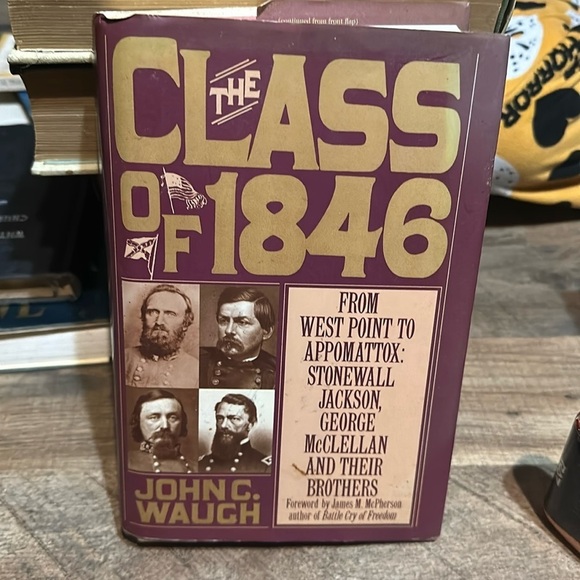 (continued from front flap)
THE
CLASS
OF 1846
FROM
WEST POINT TO
APPOMATTOX:
STONEWALL
JACKSON,
GEORGE
McCLELLAN
AND THEIR
BROTHERS
Foreword by James M. McPherson
author of Battle Cry of Freedom
JOHN C.
WAUGH
HORROR